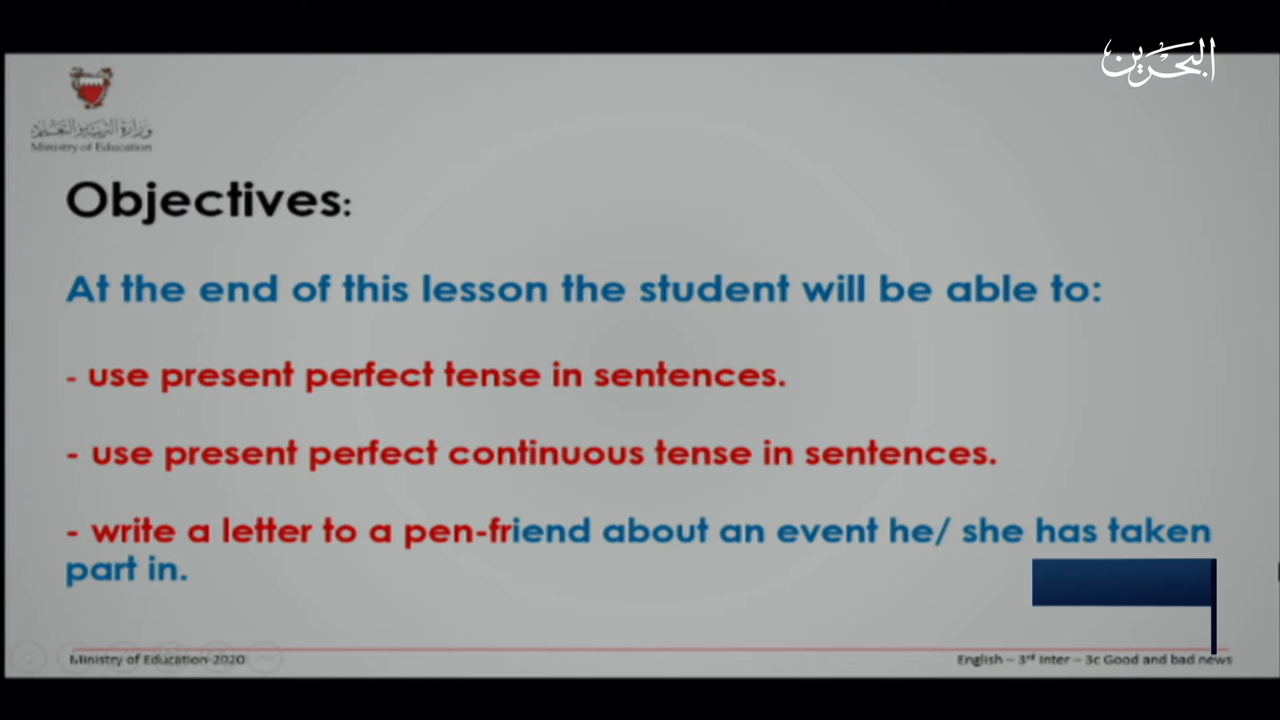 البحرين
وزارة التربية والتعليم
Ministry of Education
Objectives:
At the end of this lesson the student will be able to:
- use present perfect tense in sentences.
- use present perfect continuous tense in sentences.
- write a letter to a pen-friend about an event he/ she has taken
part in.
Ministry of Education-2020
English – 3rd Inter – 3c Good and bad news